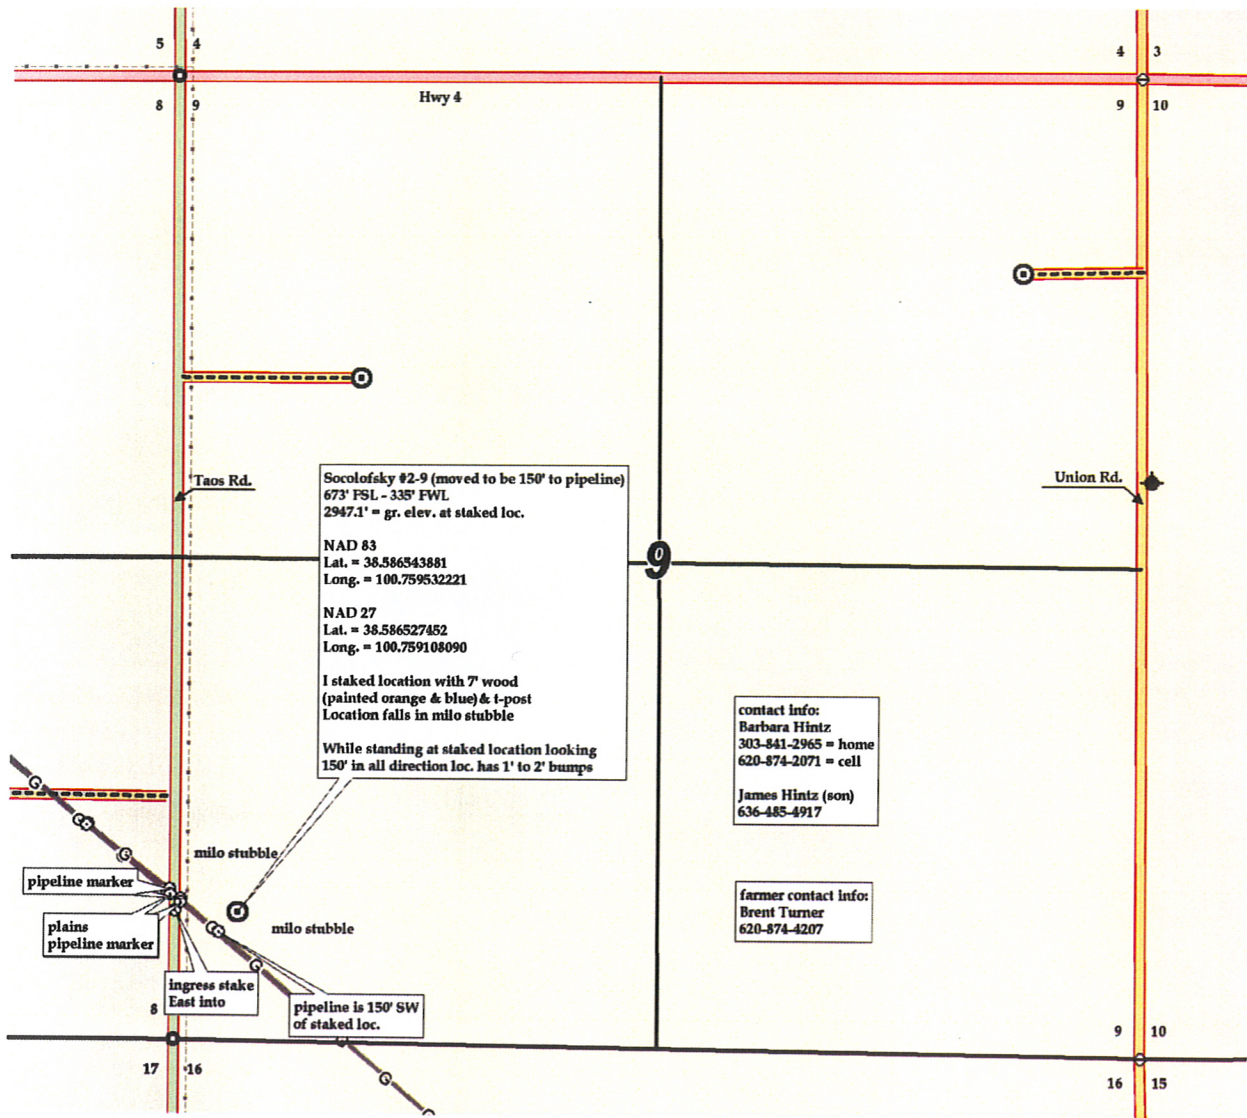 5 4
4 3
8 9
Hwy 4
9 10
Taos Rd.
Union Rd.
Socolofsky #2-9 (moved to be 150' to pipeline)
673' FSL - 335' FWL
2947.1' = gr. elev. at staked loc.
NAD 83
Lat. = 38.586543881
Long. = 100.759532221
NAD 27
Lat. = 38.586527452
Long. = 100.759108090
I staked location with 7' wood
(painted orange & blue) & t-post
Location falls in milo stubble
While standing at staked location looking
150' in all direction loc. has 1' to 2' bumps
9
contact info:
Barbara Hintz
303-841-2965 = home
620-874-2071 = cell
James Hintz (son)
636-485-4917
milo stubble
pipeline marker
farmer contact info:
Brent Turner
620-874-4207
plains
pipeline marker
milo stubble
ingress stake
East into
pipeline is 150' SW
of staked loc.
8
9 10
17 16
16 15
G
G
G
G
G